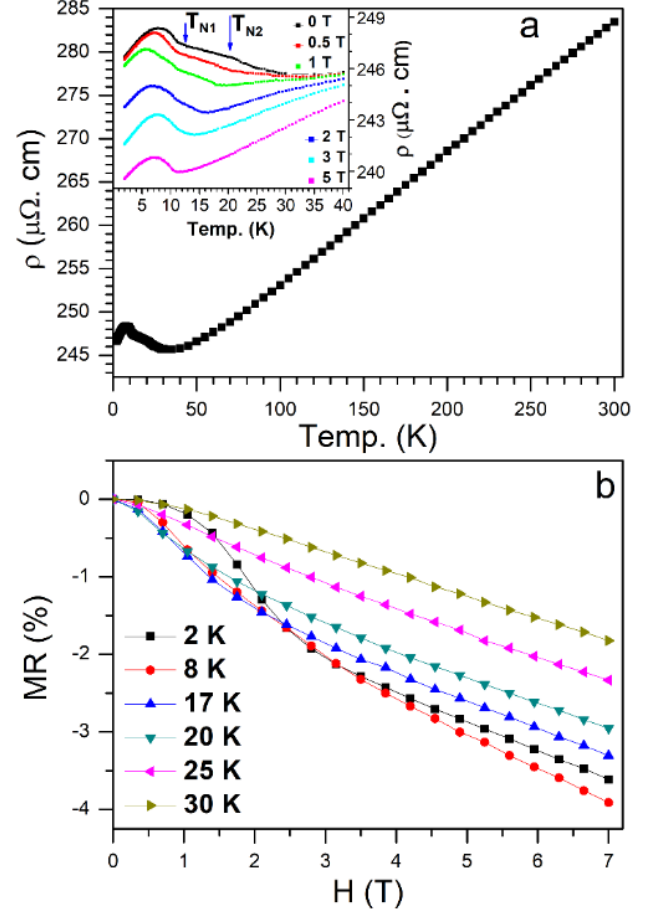 a
T_N1 T_N2
0 T
0.5 T
1 T
2 T
3 T
5 T
249
246
243
240
ρ (μΩ. cm)
5 10 15 20 25 30 35 40
Temp. (K)
285
280
275
270
265
260
255
250
245
ρ (μΩ. cm)
0 50 100 150 200 250 300
Temp. (K)
b
0
-1
-2
-3
-4
MR (%)
2 K
8 K
17 K
20 K
25 K
30 K
0 1 2 3 4 5 6 7
H (T)